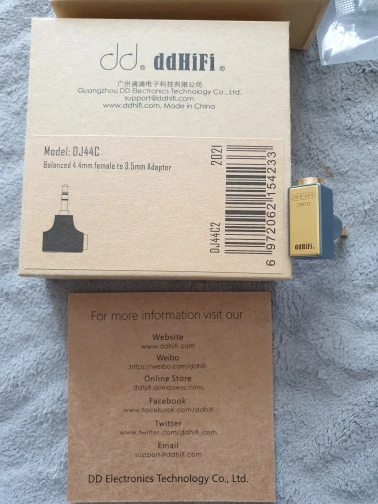 dd® ddHiFi®
广州滴滴电子科技有限公司
Guangzhou DD Electronics Technology Co., Ltd.
support@ddhifi.com
www.ddhifi.com, Made in China
Model: DJ44C
Balanced 4.4mm female to 3.5mm Adapter
2021
DJ44C2
6 972062 154233
ddHiFi.
For more information visit our
Website
www.ddhifi.com
Weibo
https://weibo.com/ddhifi
Online Store
ddhifi.aliexpress.com
Facebook
www.facebook.com/ddhifi
Twitter
www.twitter.com/ddhifi
Email
support@ddhifi.com
DD Electronics Technology Co., Ltd.